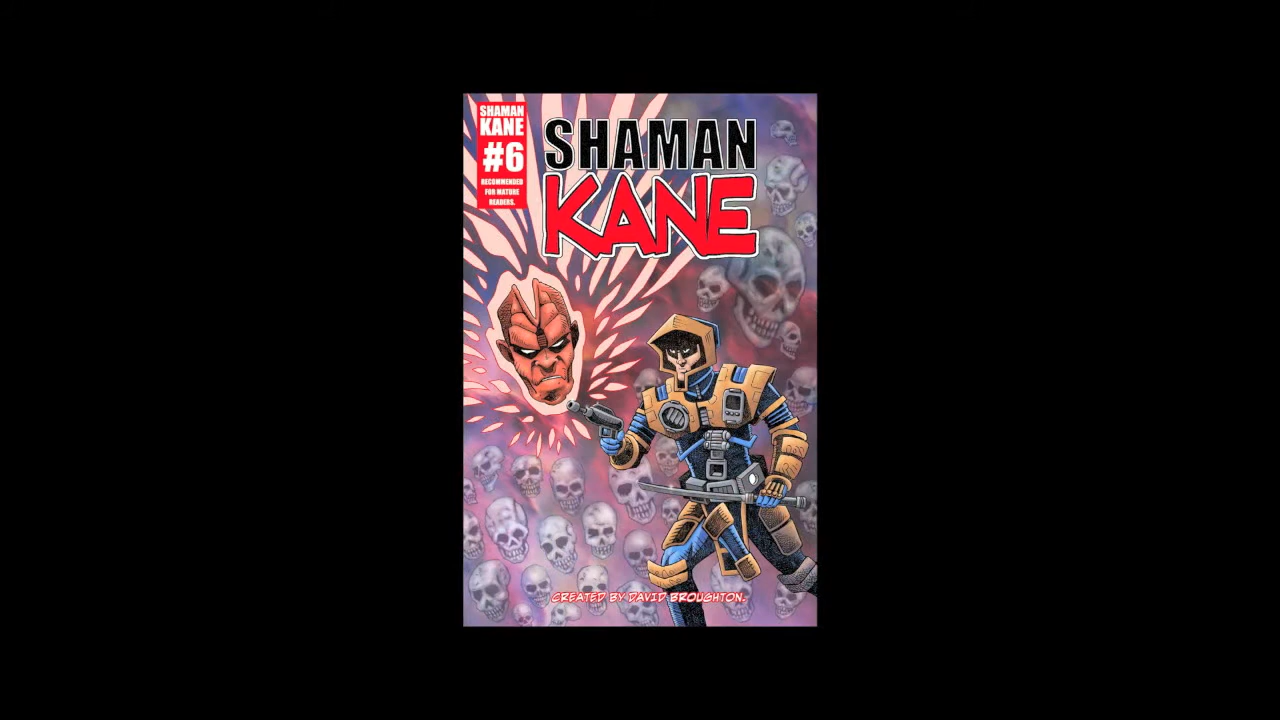 SHAMAN
KANE
#6
RECOMMENDED
FOR MATURE
READERS.
SHAMAN
KANE
CREATED BY DAVID BROUGHTON.